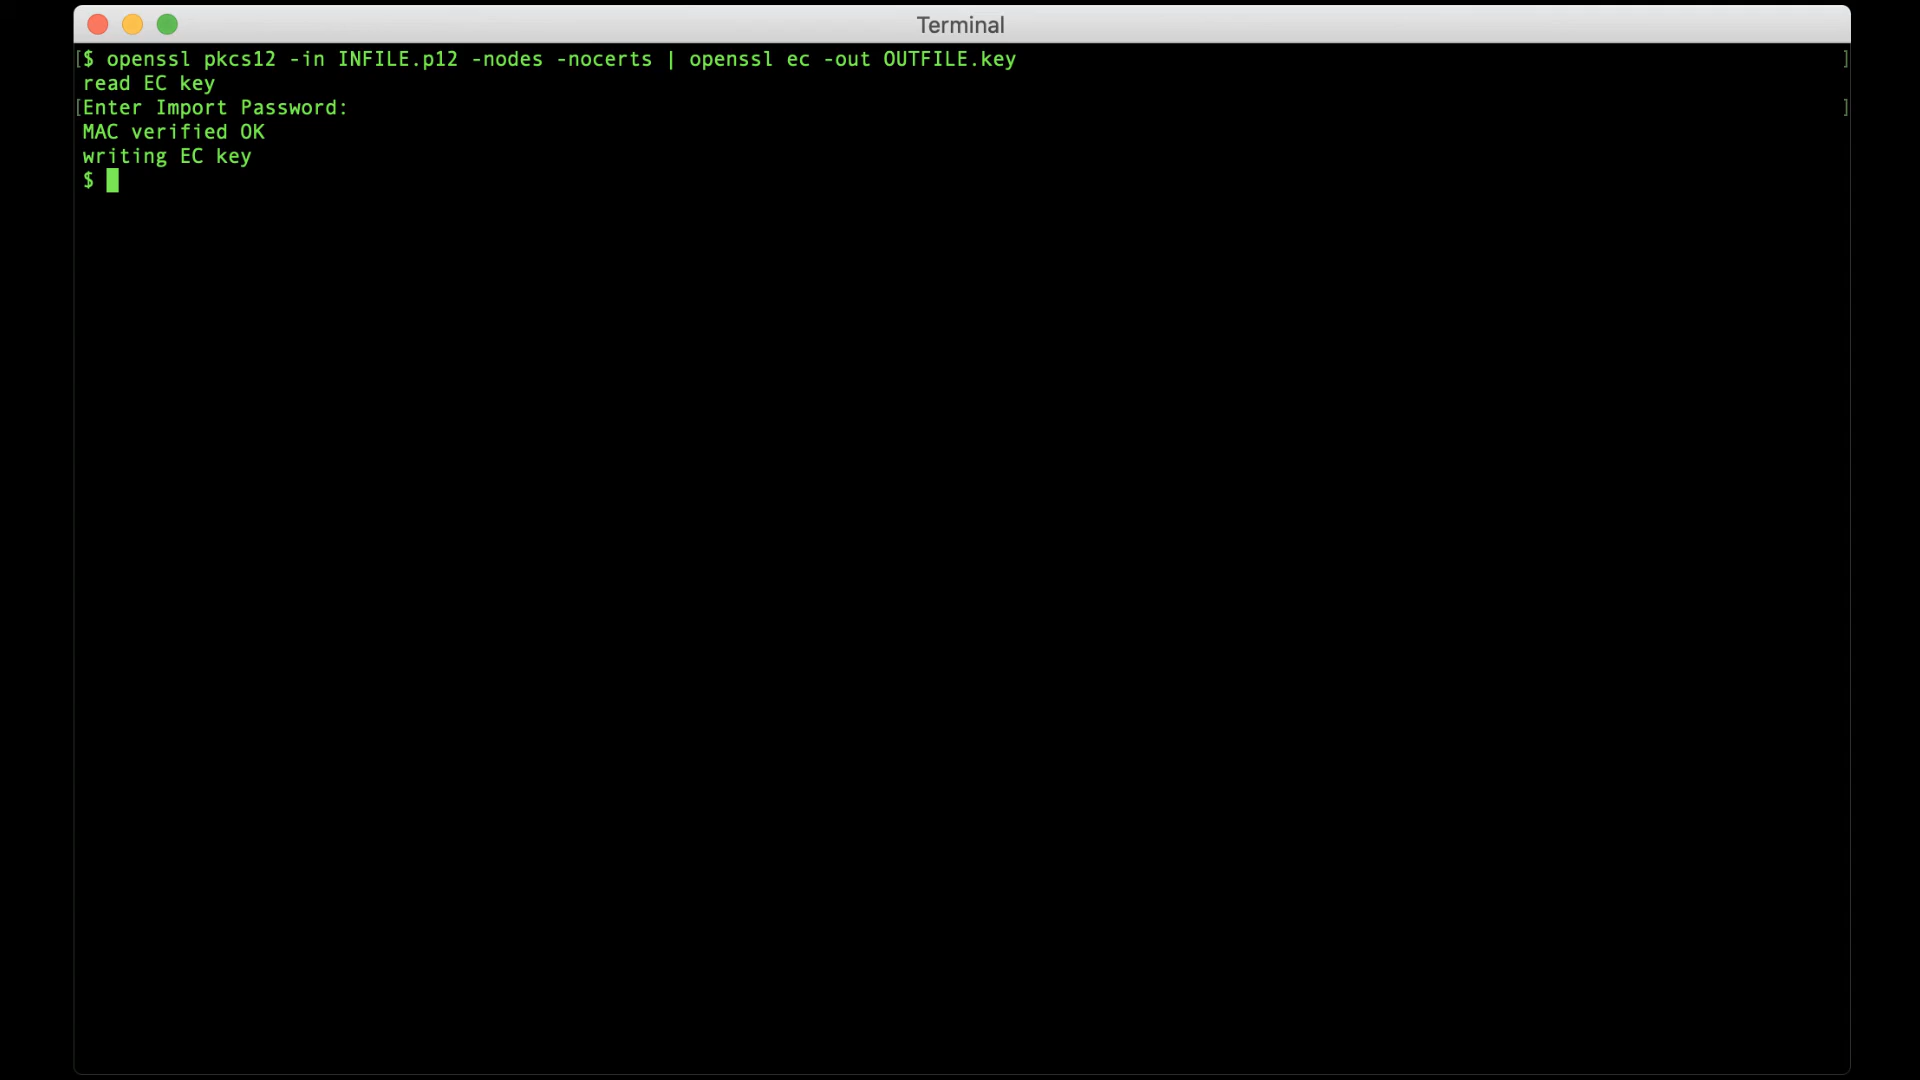 Terminal
[$ openssl pkcs12 -in INFILE.p12 -nodes -nocerts | openssl ec -out OUTFILE.key ]
read EC key
[Enter Import Password: ]
MAC verified OK
writing EC key
$